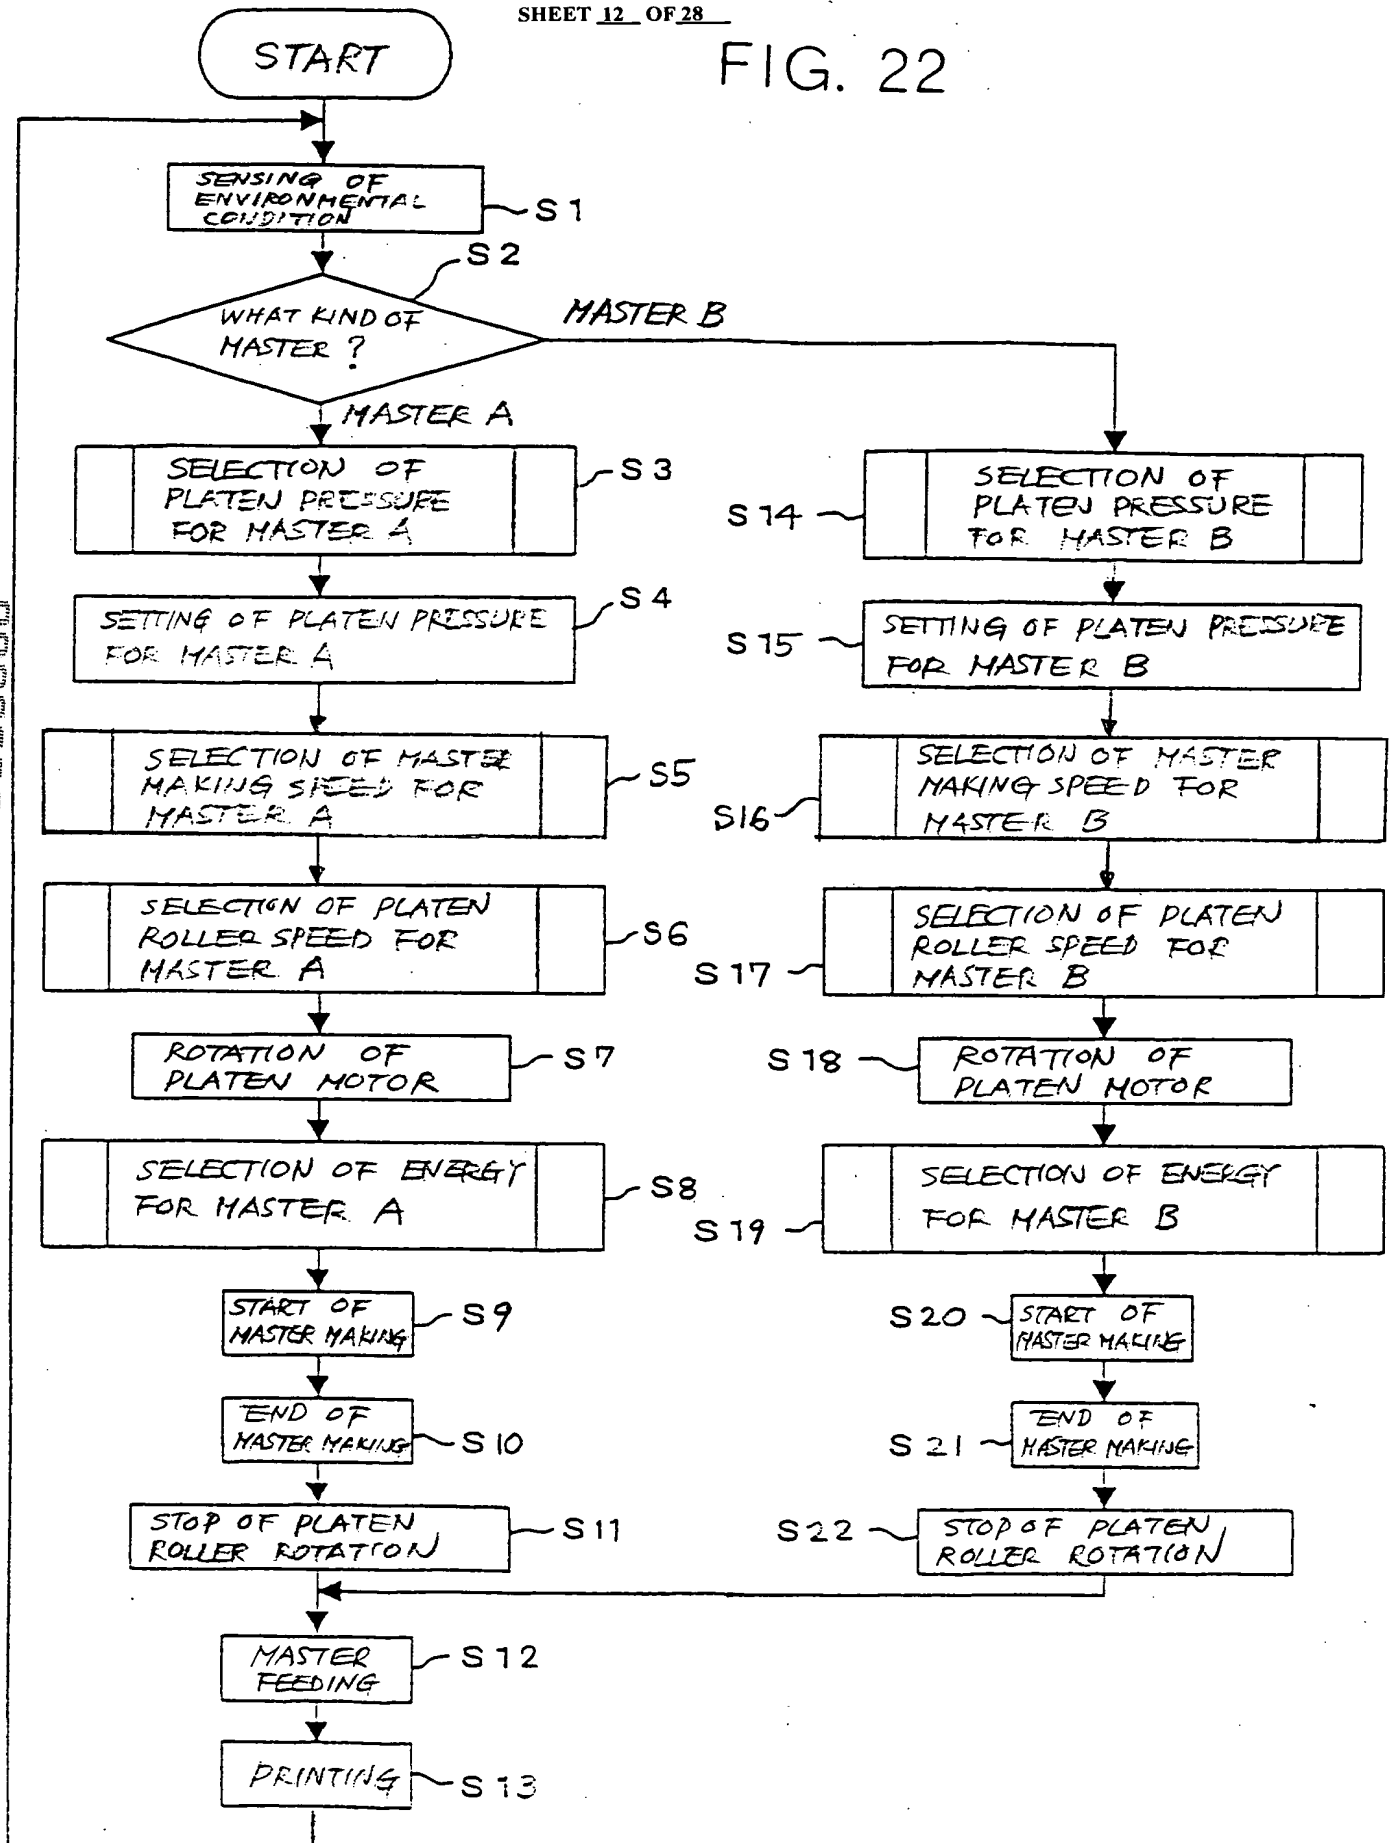 SHEET 12 OF 28
FIG. 22
START
SENSING OF
ENVIRONMENTAL
CONDITION
S1
S2
WHAT KIND OF
MASTER?
MASTER B
MASTER A
SELECTION OF
PLATEN PRESSURE
FOR MASTER A
S3
SETTING OF PLATEN PRESSURE
FOR MASTER A
S4
SELECTION OF MASTER
MAKING SPEED FOR
MASTER A
S5
SELECTION OF PLATEN
ROLLER SPEED FOR
MASTER A
S6
ROTATION OF
PLATEN MOTOR
S7
SELECTION OF ENERGY
FOR MASTER A
S8
START OF
MASTER MAKING
S9
END OF
MASTER MAKING
S10
STOP OF PLATEN
ROLLER ROTATION
S11
MASTER
FEEDING
S12
PRINTING
S13
SELECTION OF
PLATEN PRESSURE
FOR MASTER B
S14
SETTING OF PLATEN PRESSURE
FOR MASTER B
S15
SELECTION OF MASTER
MAKING SPEED FOR
MASTER B
S16
SELECTION OF PLATEN
ROLLER SPEED FOR
MASTER B
S17
ROTATION OF
PLATEN MOTOR
S18
SELECTION OF ENERGY
FOR MASTER B
S19
START OF
MASTER MAKING
S20
END OF
MASTER MAKING
S21
STOP OF PLATEN
ROLLER ROTATION
S22